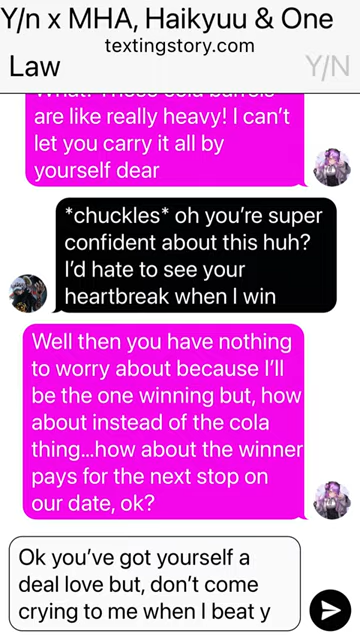 Y/n x MHA, Haikyuu & One
textingstory.com
Law
Y/N
are like really heavy! I can't
let you carry it all by
yourself dear
*chuckles* oh you're super
confident about this huh?
I'd hate to see your
heartbreak when I win
Well then you have nothing
to worry about because I'll
be the one winning but, how
about instead of the cola
thing...how about the winner
pays for the next stop on
our date, ok?
Ok you've got yourself a
deal love but, don't come
crying to me when I beat y